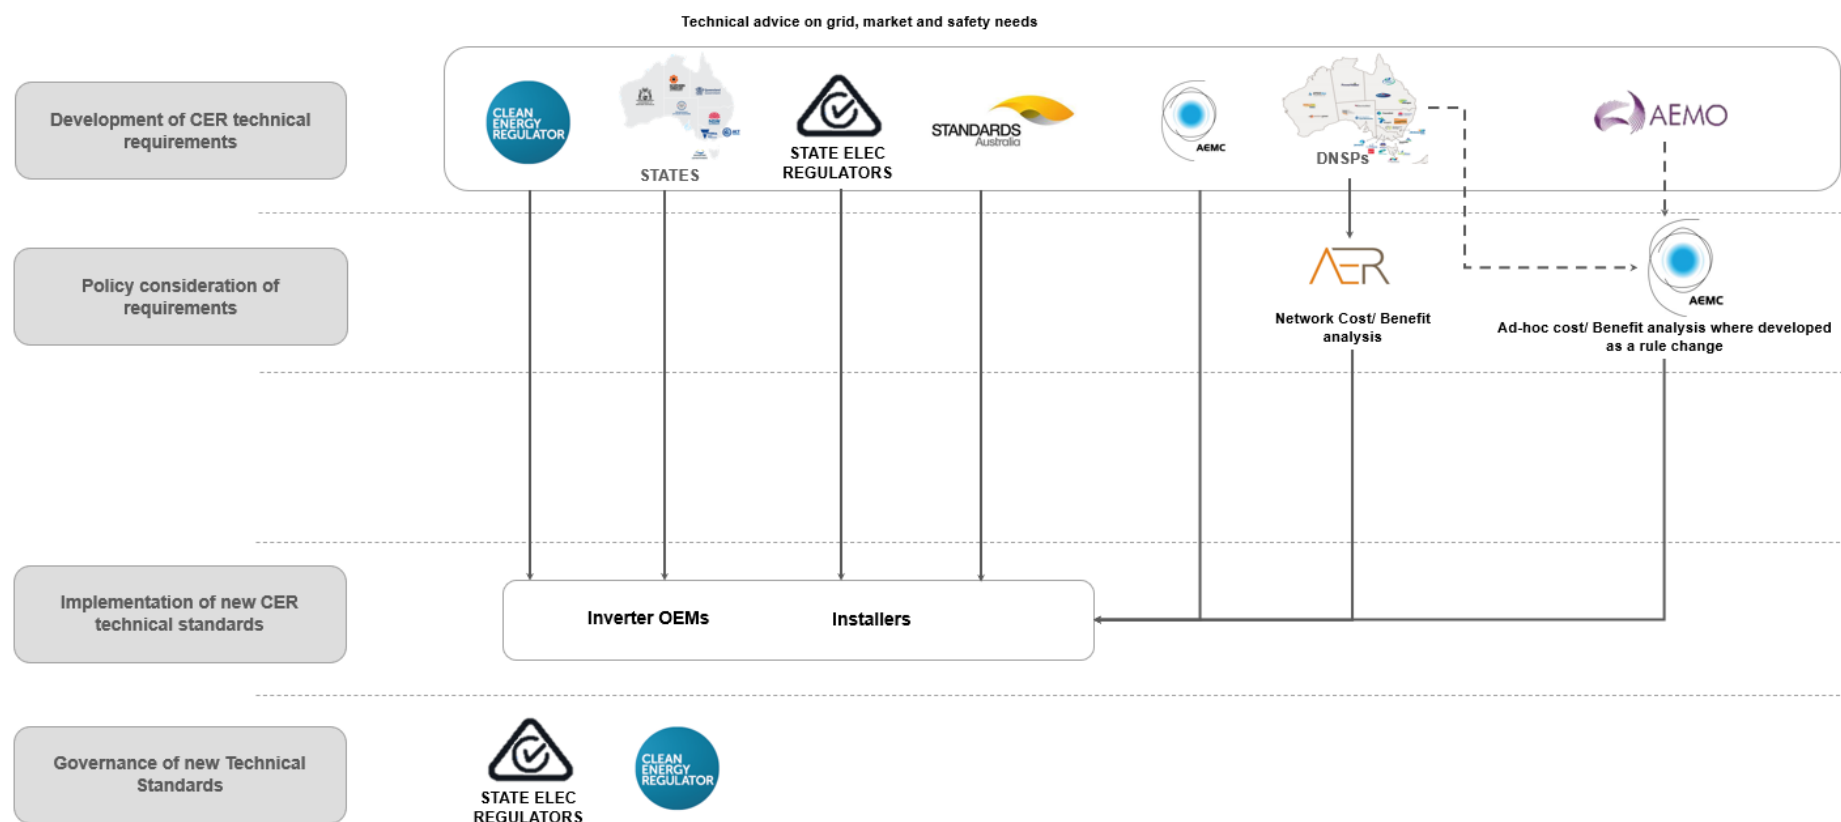 Technical advice on grid, market and safety needs
Development of CER technical
requirements
CLEAN
ENERGY
REGULATOR
STATES
STATE ELEC
REGULATORS
STANDARDS
Australia
AEMC
DNSPs
AEMO
Policy consideration of
requirements
AER
Network Cost/ Benefit
analysis
AEMC
Ad-hoc cost/ Benefit analysis where developed
as a rule change
Implementation of new CER
technical standards
Inverter OEMs
Installers
Governance of new Technical
Standards
STATE ELEC
REGULATORS
CLEAN
ENERGY
REGULATOR